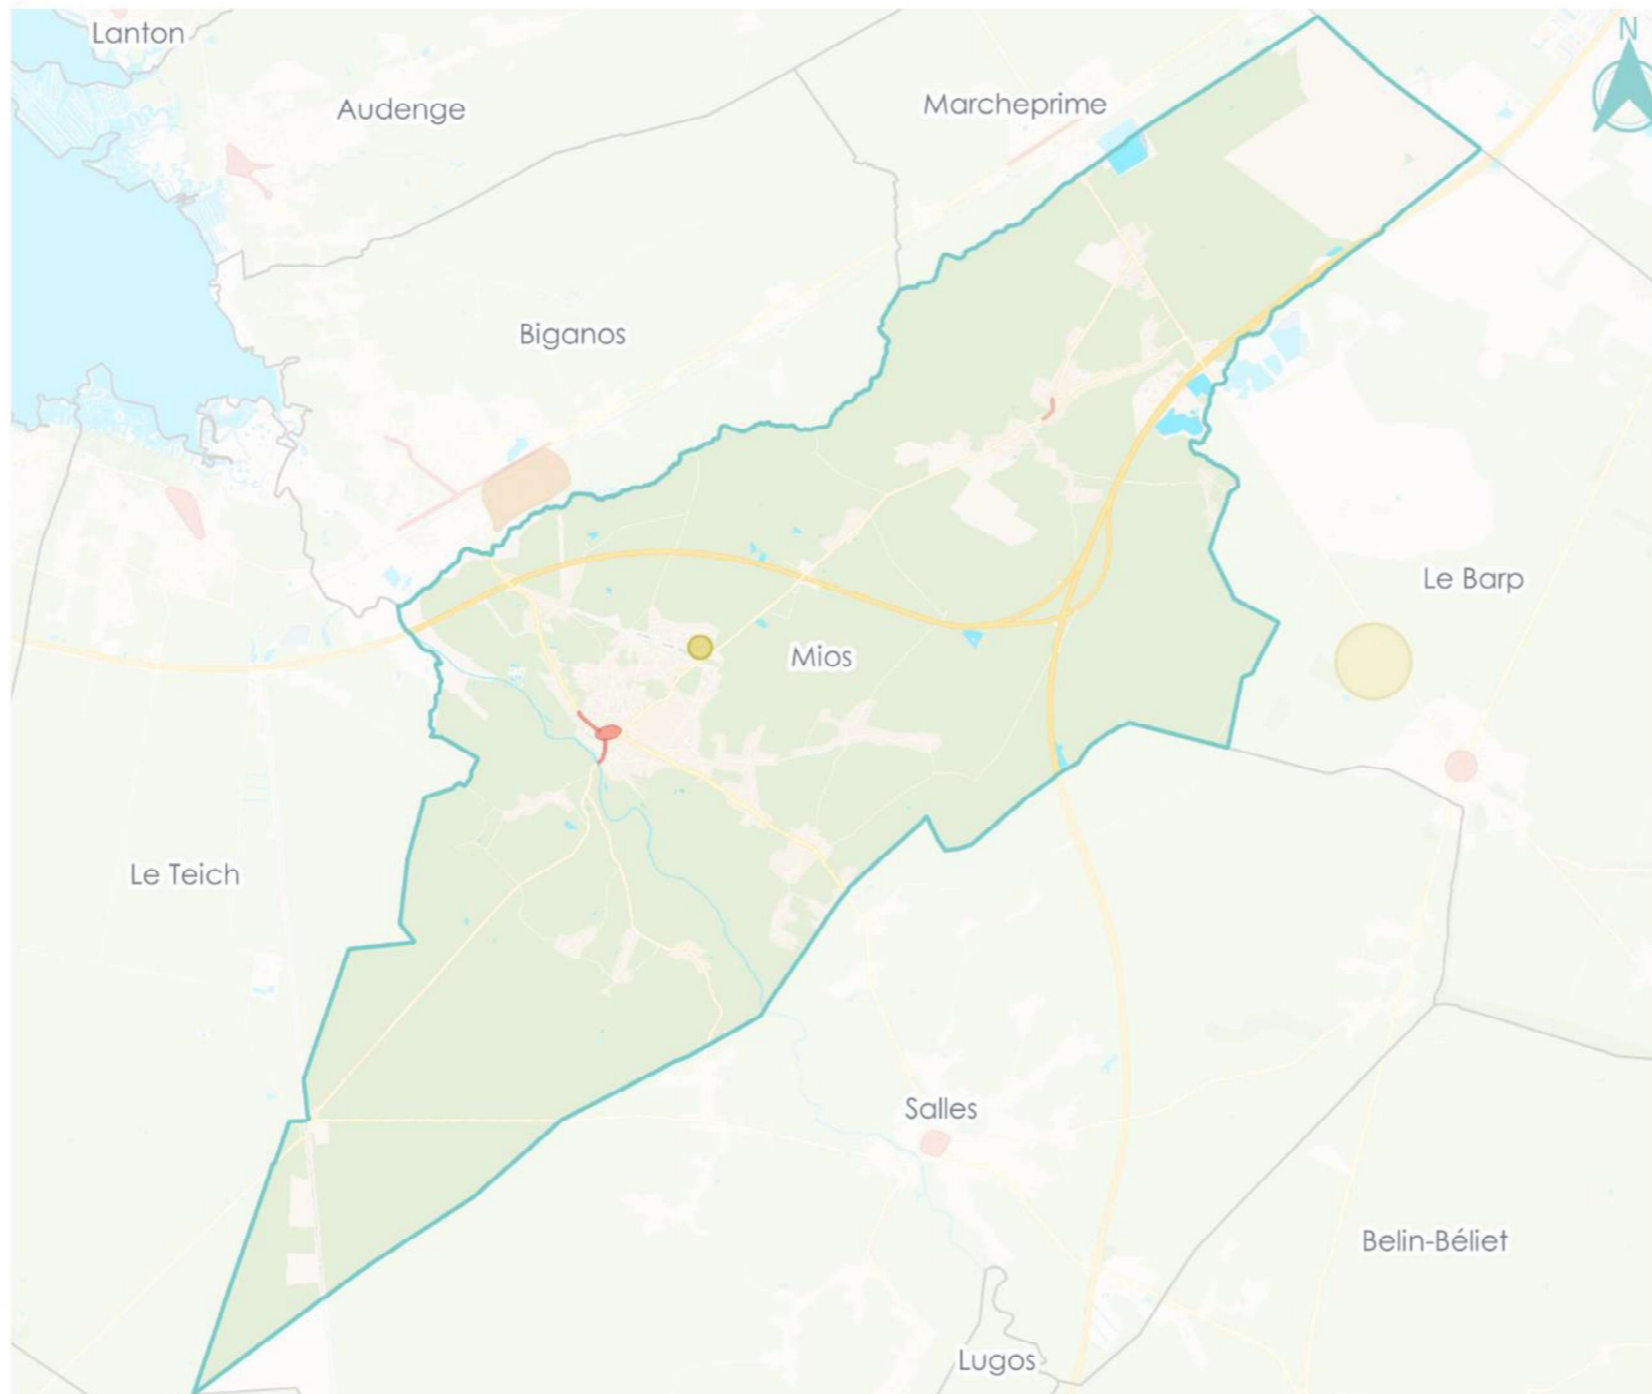 Lanton
N
Audenge
Marcheprime
Biganos
Le Barp
Mios
Le Teich
Salles
Belin-Béliet
Lugos